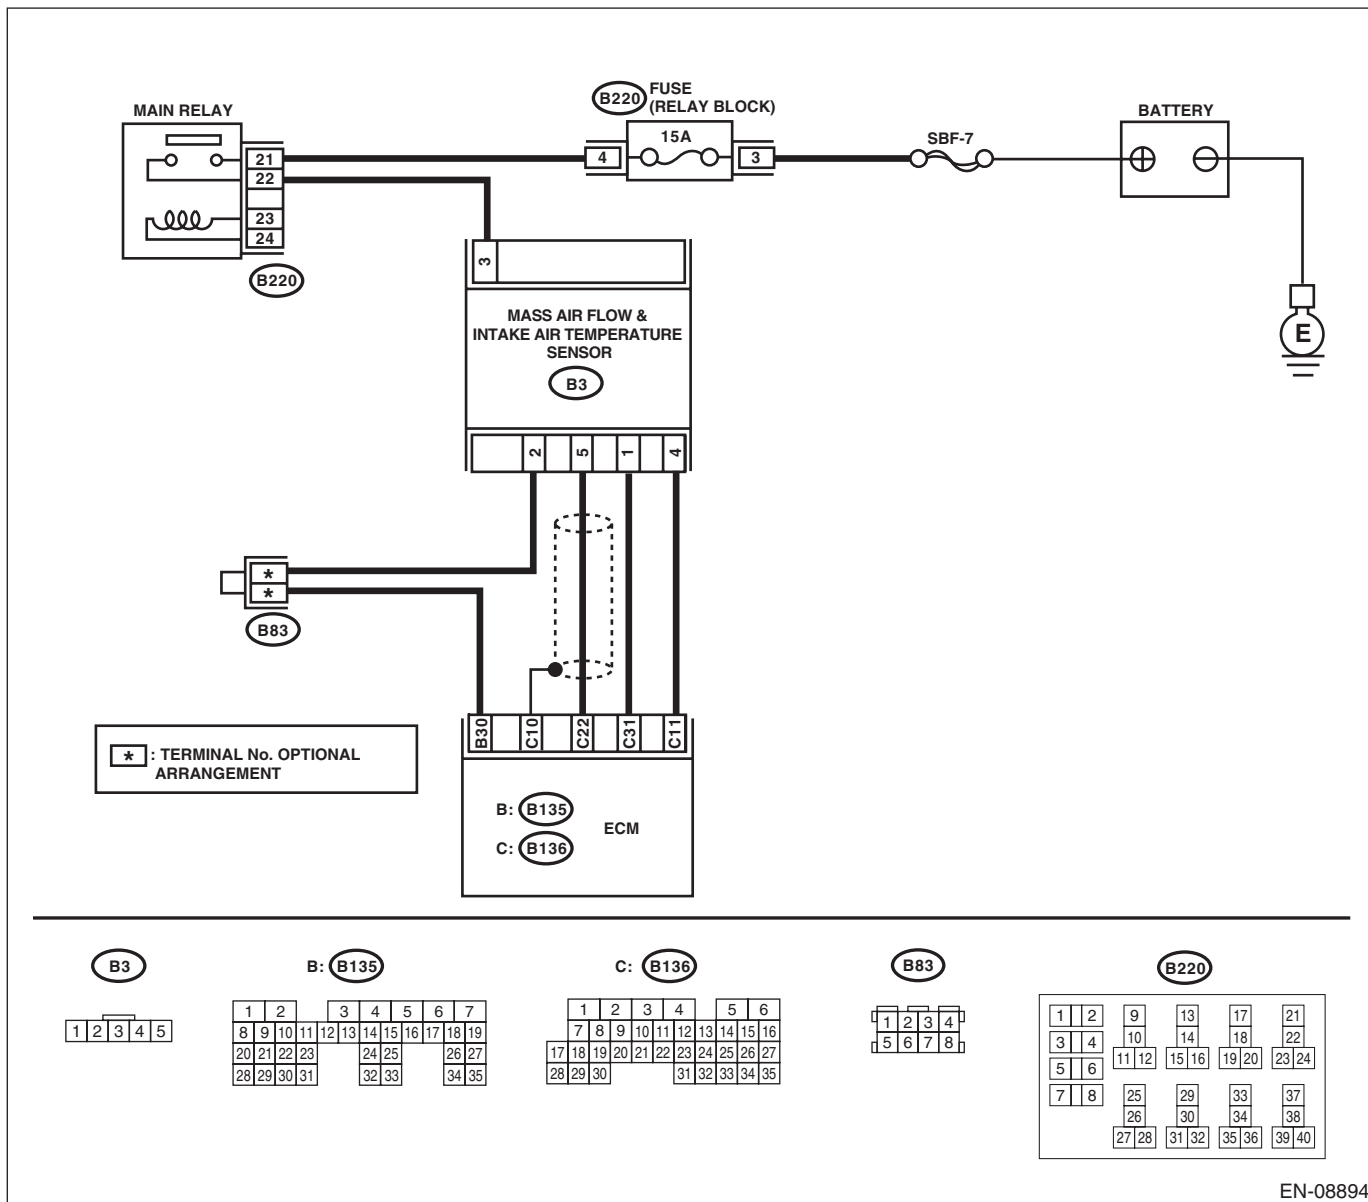 B220 FUSE
(RELAY BLOCK)
MAIN RELAY
BATTERY
15A
SBF-7
21
4
3
22
23
24
B220
3
MASS AIR FLOW &
INTAKE AIR TEMPERATURE
SENSOR
B3
E
2 5 1 4
*
*
B83
B30 C10 C22 C31 C11
* : TERMINAL No. OPTIONAL
ARRANGEMENT
B: B135
ECM
C: B136
B3
1 2 3 4 5
B: B135
1 2 3 4 5 6 7
8 9 10 11 12 13 14 15 16 17 18 19
20 21 22 23 24 25 26 27
28 29 30 31 32 33 34 35
C: B136
1 2 3 4 5 6
7 8 9 10 11 12 13 14 15 16
17 18 19 20 21 22 23 24 25 26 27
28 29 30 31 32 33 34 35
B83
1 2 3 4
5 6 7 8
B220
1 2 9 13 17 21
3 4 10 14 18 22
11 12 15 16 19 20 23 24
5 6
7 8 25 29 33 37
26 30 34 38
27 28 31 32 35 36 39 40
EN-08894